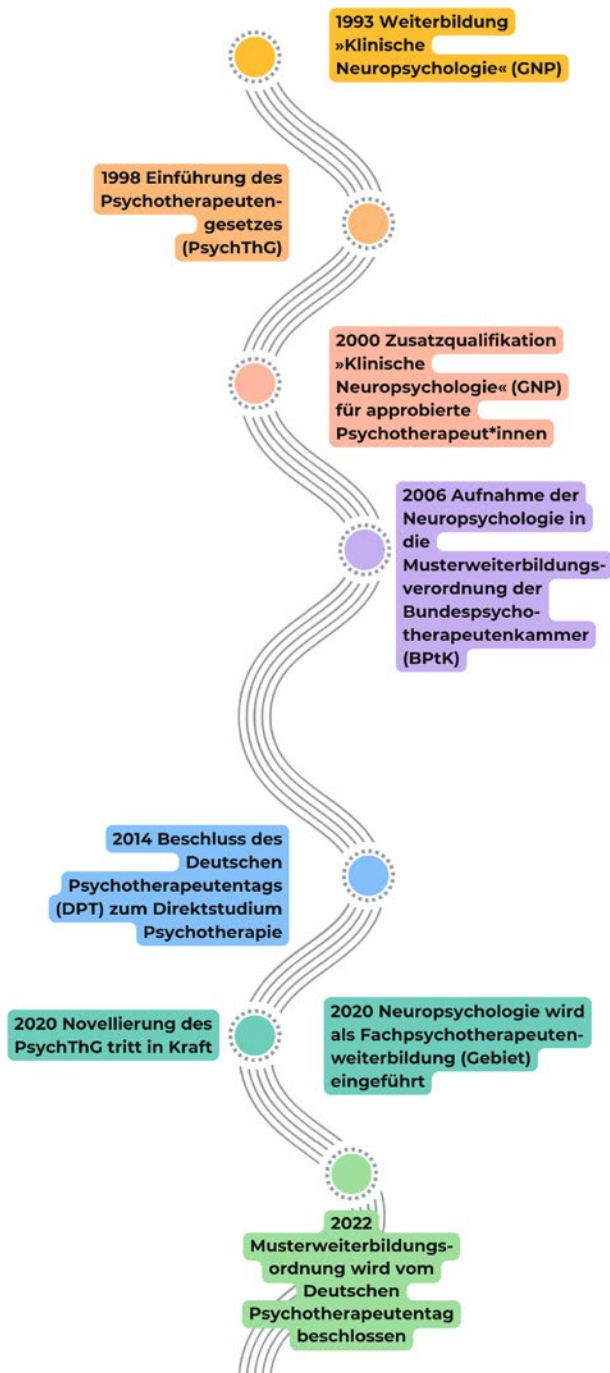 1993 Weiterbildung
»Klinische
Neuropsychologie« (GNP)
1998 Einführung des
Psychotherapeuten-
gesetzes
(PsychThG)
2000 Zusatzqualifikation
»Klinische
Neuropsychologie« (GNP)
für approbierte
Psychotherapeut*innen
2006 Aufnahme der
Neuropsychologie in
die
Musterweiterbildungs-
verordnung der
Bundespsycho-
therapeutenkammer
(BPtK)
2014 Beschluss des
Deutschen
Psychotherapeutentags
(DPT) zum Direktstudium
Psychotherapie
2020 Novellierung des
PsychThG tritt in Kraft
2020 Neuropsychologie wird
als Fachpsychotherapeuten-
weiterbildung (Gebiet)
eingeführt
2022
Musterweiterbildungs-
ordnung wird vom
Deutschen
Psychotherapeutentag
beschlossen